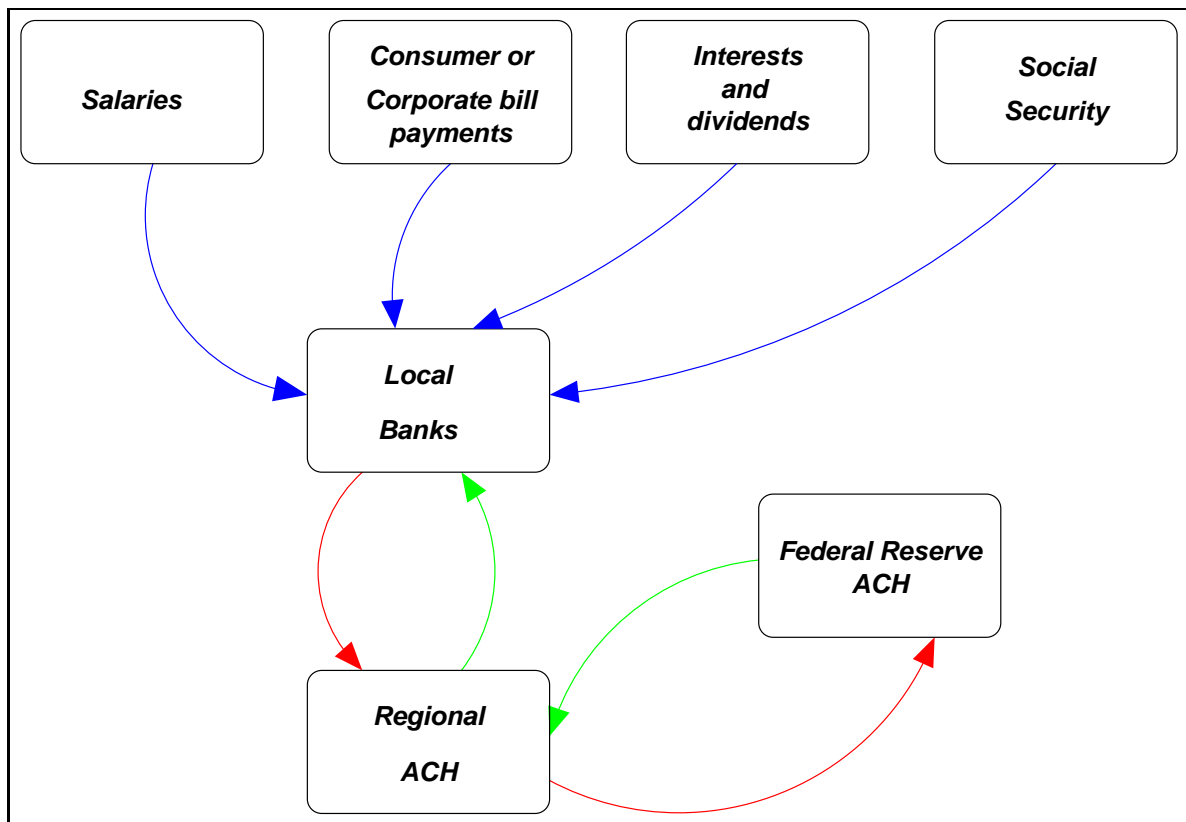 Salaries
Consumer or
Corporate bill
payments
Interests
and
dividends
Social
Security
Local
Banks
Federal Reserve
ACH
Regional
ACH